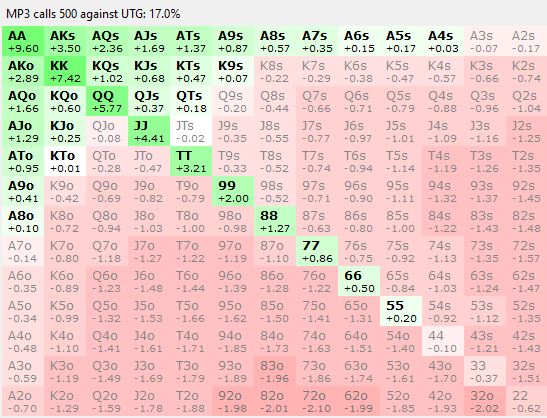 MP3 calls 500 against UTG: 17.0%
AA AKs AQs AJs ATs A9s A8s A7s A6s A5s A4s A3s A2s
+9.60 +3.50 +2.36 +1.69 +1.37 +0.87 +0.57 +0.35 +0.15 +0.17 +0.03 -0.07 -0.17
AKo KK KQs KJs KTs K9s K8s K7s K6s K5s K4s K3s K2s
+2.89 +7.42 +1.02 +0.68 +0.47 +0.07 -0.22 -0.29 -0.38 -0.47 -0.57 -0.66 -0.74
AQo KQo QQ QJs QTs Q9s Q8s Q7s Q6s Q5s Q4s Q3s Q2s
+1.66 +0.60 +5.77 +0.37 +0.18 -0.20 -0.44 -0.66 -0.71 -0.79 -0.88 -0.96 -1.04
AJo KJo QJo JJ JTs J9s J8s J7s J6s J5s J4s J3s J2s
+1.29 +0.25 -0.08 +4.41 -0.02 -0.35 -0.55 -0.77 -0.97 -1.01 -1.09 -1.16 -1.25
ATo KTo QTo JTo TT T9s T8s T7s T6s T5s T4s T3s T2s
+0.95 +0.01 -0.28 -0.47 +3.21 -0.33 -0.52 -0.74 -0.94 -1.14 -1.19 -1.26 -1.35
A9o K9o Q9o J9o T9o 99 98s 97s 96s 95s 94s 93s 92s
+0.41 -0.42 -0.69 -0.82 -0.79 +2.00 -0.52 -0.71 -0.90 -1.11 -1.32 -1.37 -1.45
A8o K8o Q8o J8o T8o 98o 88 87s 86s 85s 84s 83s 82s
+0.10 -0.72 -0.94 -1.03 -1.00 -0.98 +1.27 -0.63 -0.80 -1.00 -1.22 -1.43 -1.48
A7o K7o Q7o J7o T7o 97o 87o 77 76s 75s 74s 73s 72s
-0.14 -0.80 -1.18 -1.27 -1.22 -1.19 -1.10 +0.86 -0.75 -0.92 -1.13 -1.35 -1.57
A6o K6o Q6o J6o T6o 96o 86o 76o 66 65s 64s 63s 62s
-0.35 -0.89 -1.23 -1.48 -1.44 -1.39 -1.28 -1.22 +0.50 -0.84 -1.03 -1.24 -1.47
A5o K5o Q5o J5o T5o 95o 85o 75o 65o 55 54s 53s 52s
-0.34 -0.99 -1.32 -1.53 -1.66 -1.62 -1.50 -1.41 -1.31 +0.20 -0.92 -1.12 -1.35
A4o K4o Q4o J4o T4o 94o 84o 74o 64o 54o 44 43s 42s
-0.48 -1.10 -1.41 -1.61 -1.71 -1.85 -1.73 -1.63 -1.51 -1.40 -0.10 -1.21 -1.43
A3o K3o Q3o J3o T3o 93o 83o 73o 63o 53o 43o 33 32s
-0.59 -1.19 -1.49 -1.69 -1.79 -1.91 -1.96 -1.86 -1.74 -1.61 -1.71 -0.37 -1.51
A2o K2o Q2o J2o T2o 92o 82o 72o 62o 52o 42o 32o 22
-0.70 -1.29 -1.59 -1.78 -1.88 -1.98 -2.01 -2.10 -1.99 -1.85 -1.93 -2.02 -0.62